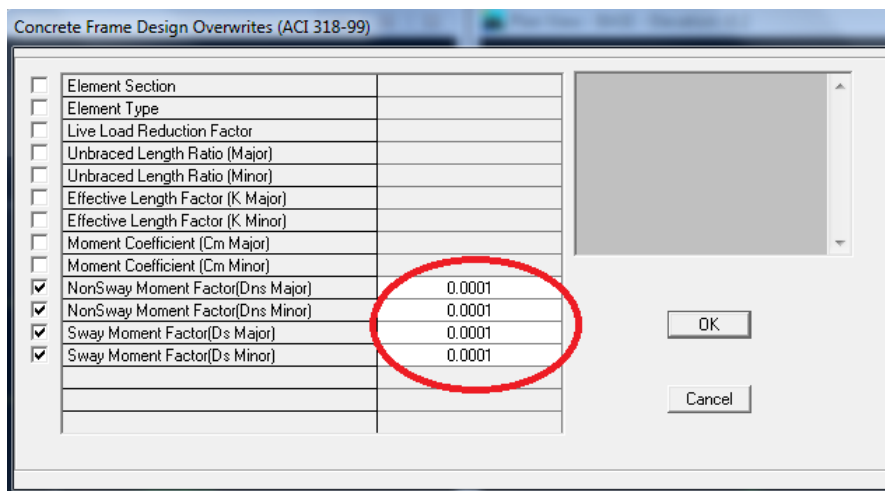 Concrete Frame Design Overwrites (ACI 318-99)
Element Section
Element Type
Live Load Reduction Factor
Unbraced Length Ratio (Major)
Unbraced Length Ratio (Minor)
Effective Length Factor (K Major)
Effective Length Factor (K Minor)
Moment Coefficient (Cm Major)
Moment Coefficient (Cm Minor)
NonSway Moment Factor(Dns Major) 0.0001
NonSway Moment Factor(Dns Minor) 0.0001
Sway Moment Factor(Ds Major) 0.0001
Sway Moment Factor(Ds Minor) 0.0001
OK
Cancel